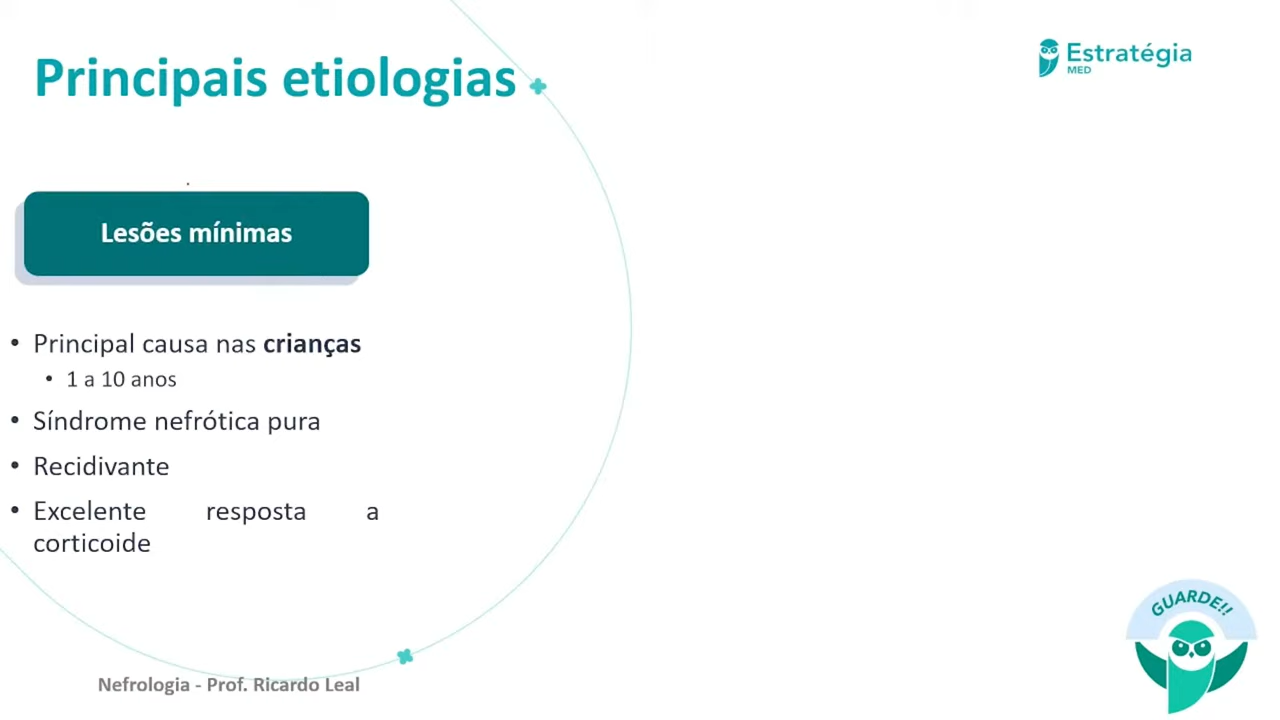 Principais etiologias
Estratégia
MED
Lesões mínimas
• Principal causa nas crianças
• 1 a 10 anos
• Síndrome nefrótica pura
• Recidivante
• Excelente resposta a
corticoide
GUARDE!!
Nefrologia - Prof. Ricardo Leal